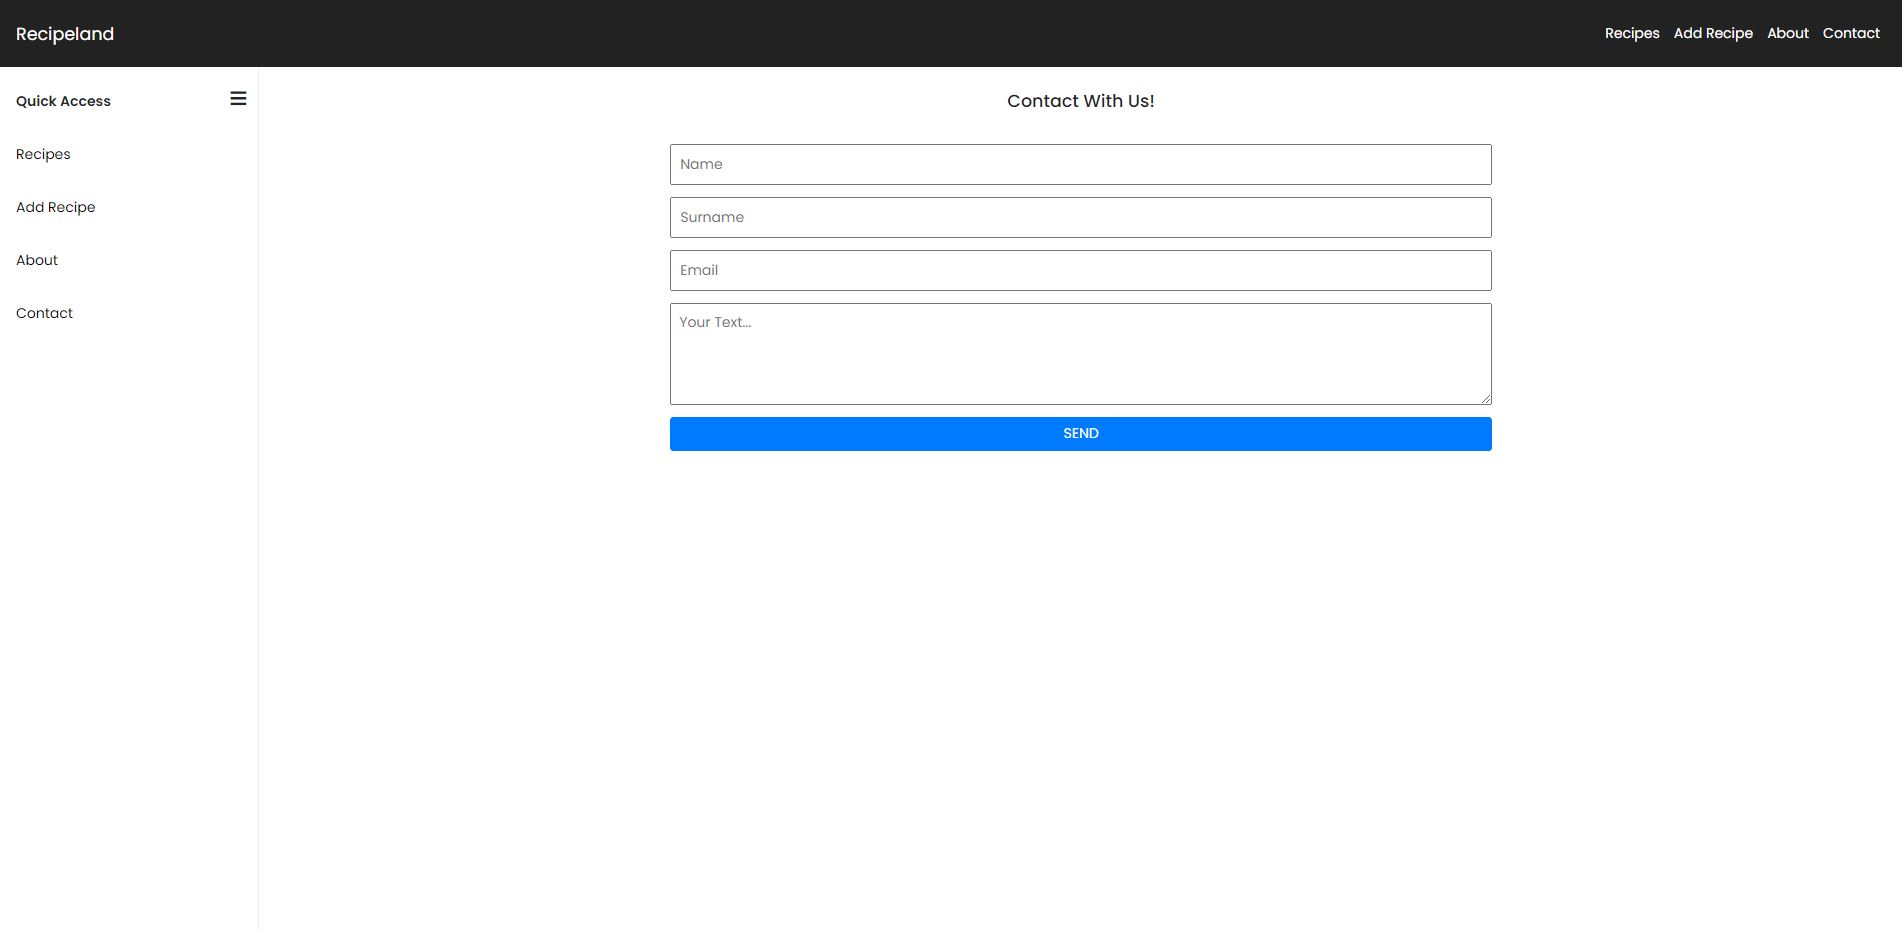 Recipeland
Recipes Add Recipe About Contact
Quick Access
Recipes
Add Recipe
About
Contact
Contact With Us!
Name
Surname
Email
Your Text...
SEND